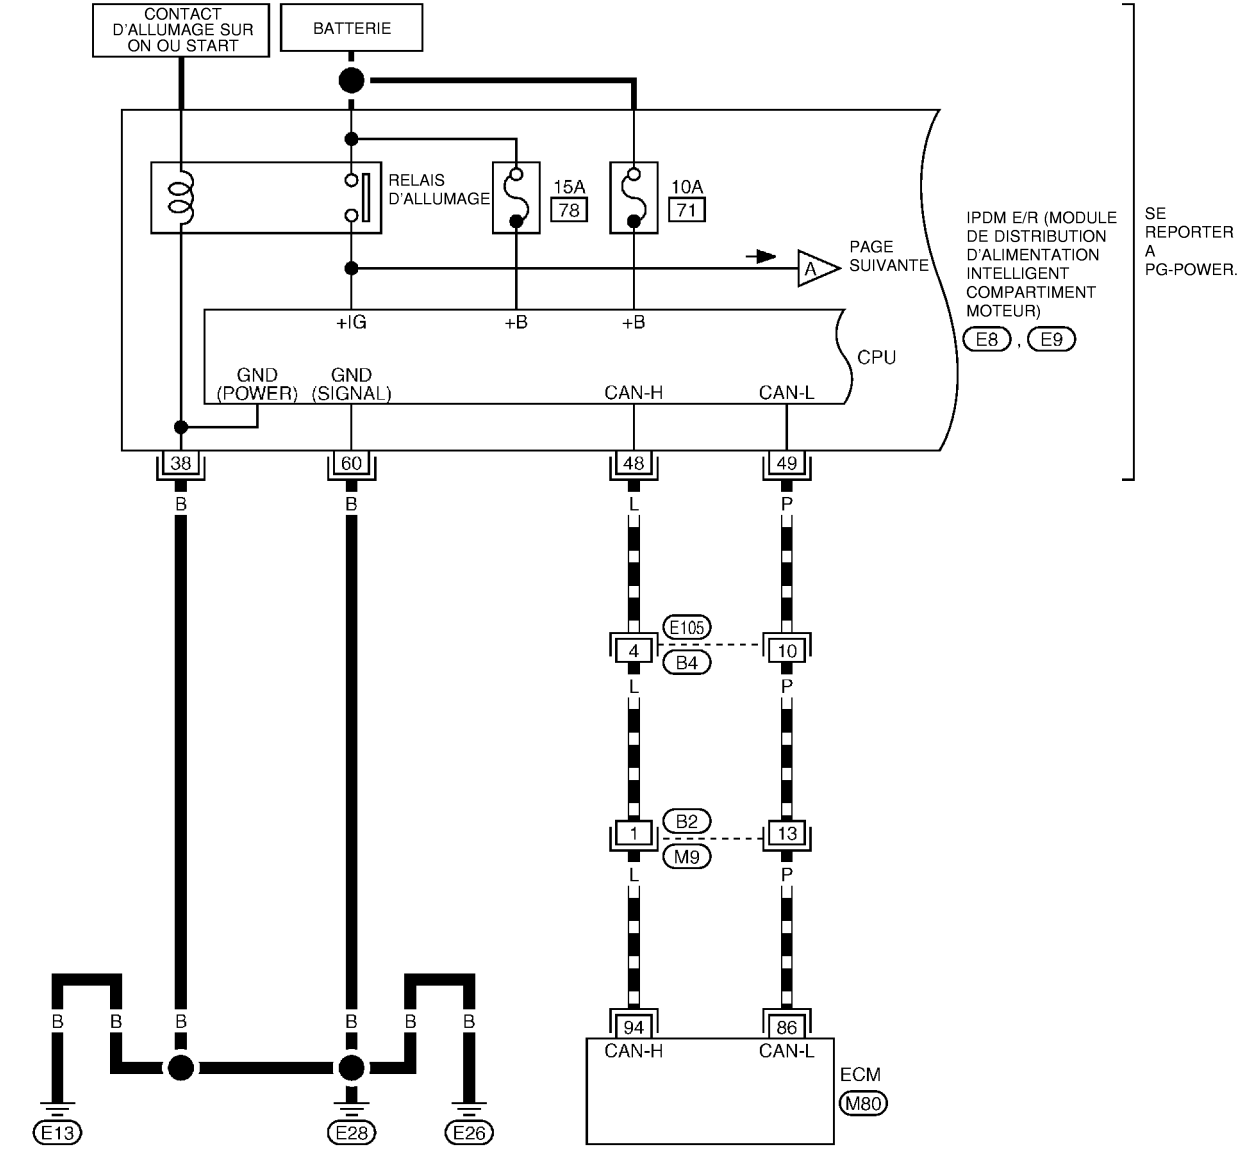 CONTACT
D'ALLUMAGE SUR
ON OU START
BATTERIE
RELAIS
D'ALLUMAGE
15A
78
10A
71
A
PAGE
SUIVANTE
IPDM E/R (MODULE
DE DISTRIBUTION
D'ALIMENTATION
INTELLIGENT
COMPARTIMENT
MOTEUR)
E8 , E9
SE
REPORTER
A
PG-POWER.
+IG +B +B
CPU
GND
(POWER)
GND
(SIGNAL)
CAN-H CAN-L
38 60 48 49
B B L P
E105
4 10
B4
L P
B2
1 13
M9
L P
B B B B B B
94 86
CAN-H CAN-L
ECM
M80
E13 E28 E26